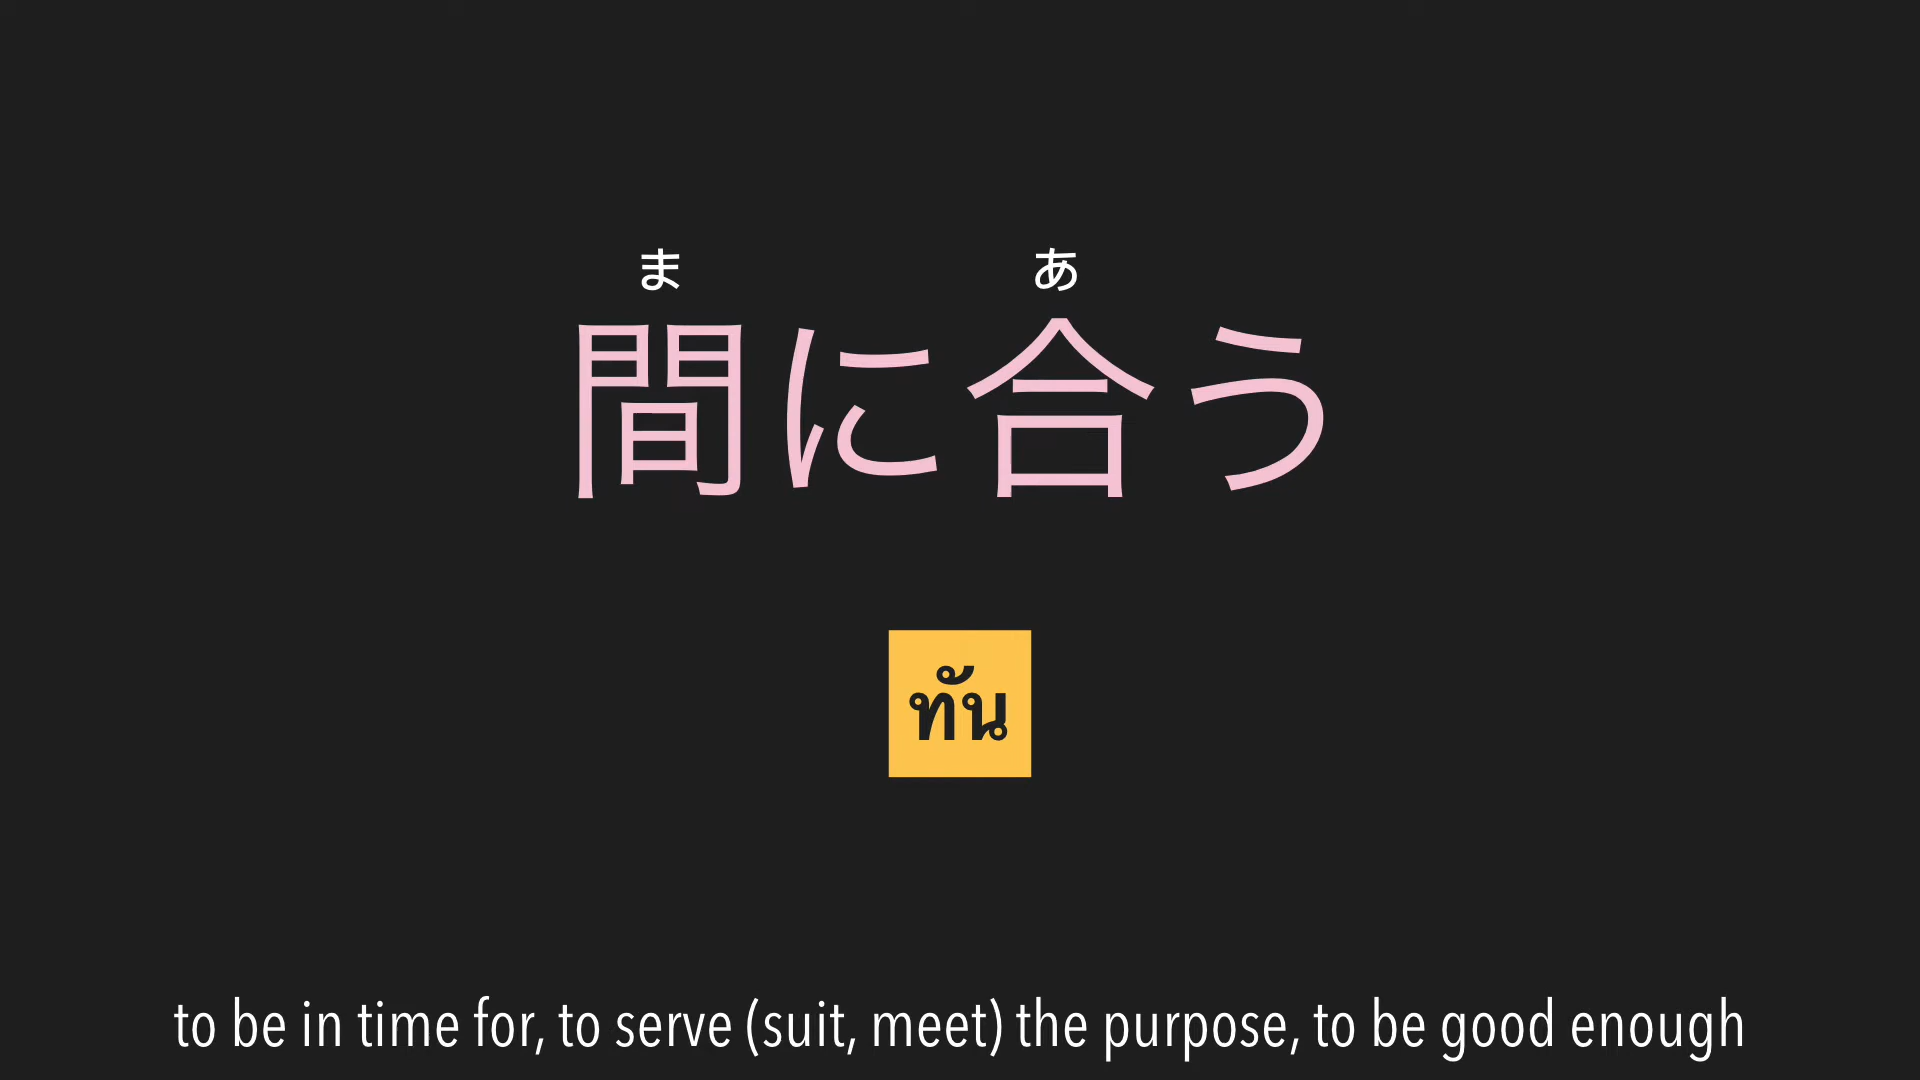 ま あ
間に合う
ทัน
to be in time for, to serve (suit, meet) the purpose, to be good enough